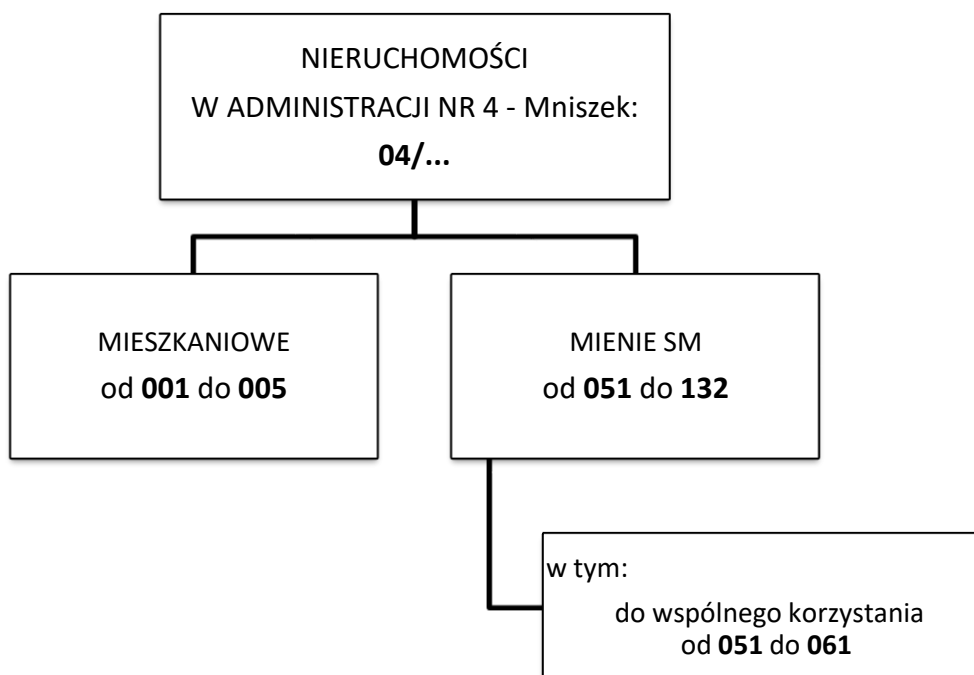 NIERUCHOMOŚCI
W ADMINISTRACJI NR 4 - Mniszek:
04/...
MIESZKANIOWE
od 001 do 005
MIENIE SM
od 051 do 132
w tym:
do wspólnego korzystania
od 051 do 061